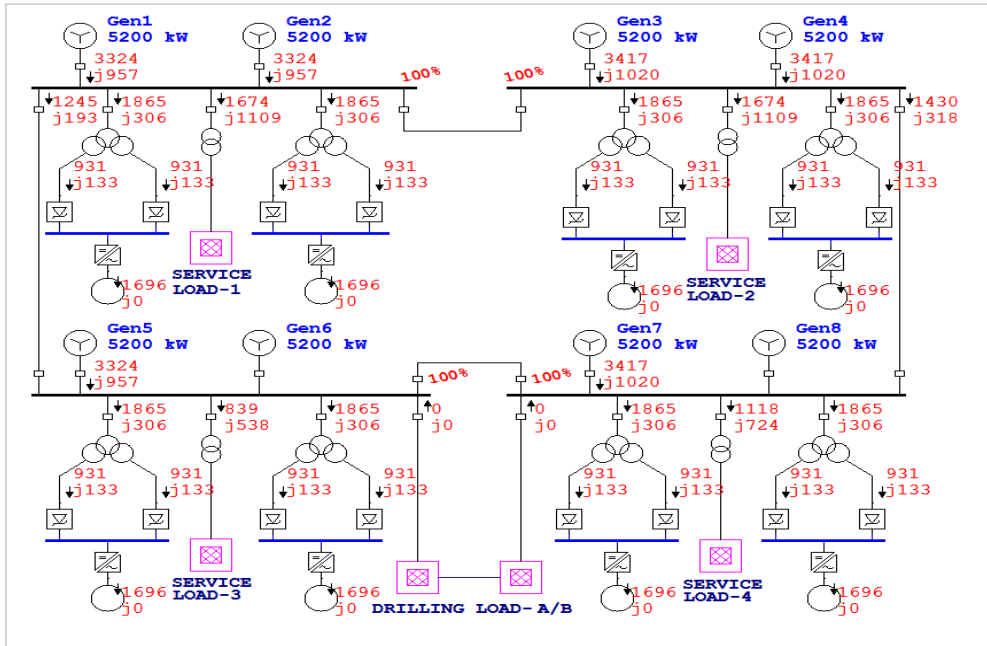 Gen1
5200 kW
Gen2
5200 kW
Gen3
5200 kW
Gen4
5200 kW
3324
j957
3324
j957
100%
100%
3417
j1020
3417
j1020
1245
j193
1865
j306
1674
j1109
1865
j306
1865
j306
1674
j1109
1865
j306
1430
j318
931
j133
931
j133
931
j133
931
j133
931
j133
931
j133
931
j133
931
j133
SERVICE
LOAD-1
SERVICE
LOAD-2
1696
j0
1696
j0
1696
j0
1696
j0
Gen5
5200 kW
Gen6
5200 kW
Gen7
5200 kW
Gen8
5200 kW
3324
j957
100%
100%
3417
j1020
1865
j306
839
j538
1865
j306
0
j0
0
j0
1865
j306
1118
j724
1865
j306
931
j133
931
j133
931
j133
931
j133
931
j133
931
j133
931
j133
931
j133
SERVICE
LOAD-3
SERVICE
LOAD-4
1696
j0
1696
j0
DRILLING LOAD-A/B
1696
j0
1696
j0